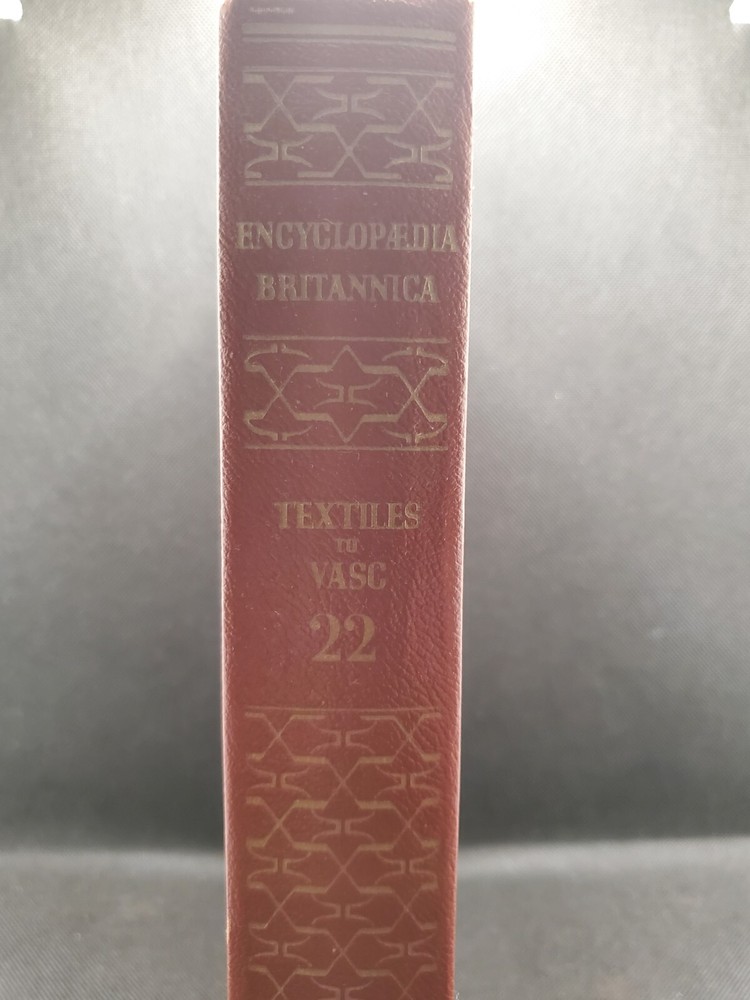 ENCYCLOPÆDIA
BRITANNICA
TEXTILES
TO
VASC
22